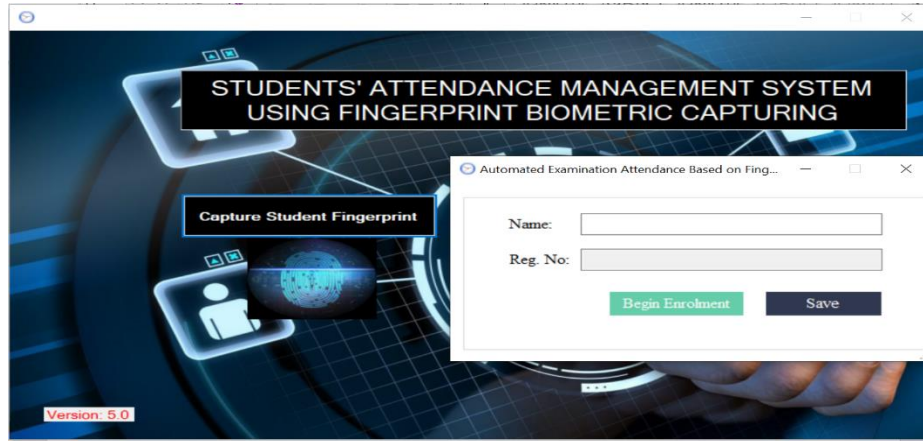 STUDENTS' ATTENDANCE MANAGEMENT SYSTEM
USING FINGERPRINT BIOMETRIC CAPTURING
Automated Examination Attendance Based on Fing...
Capture Student Fingerprint
Name:
Reg. No:
Begin Enrolment
Save
Version: 5.0